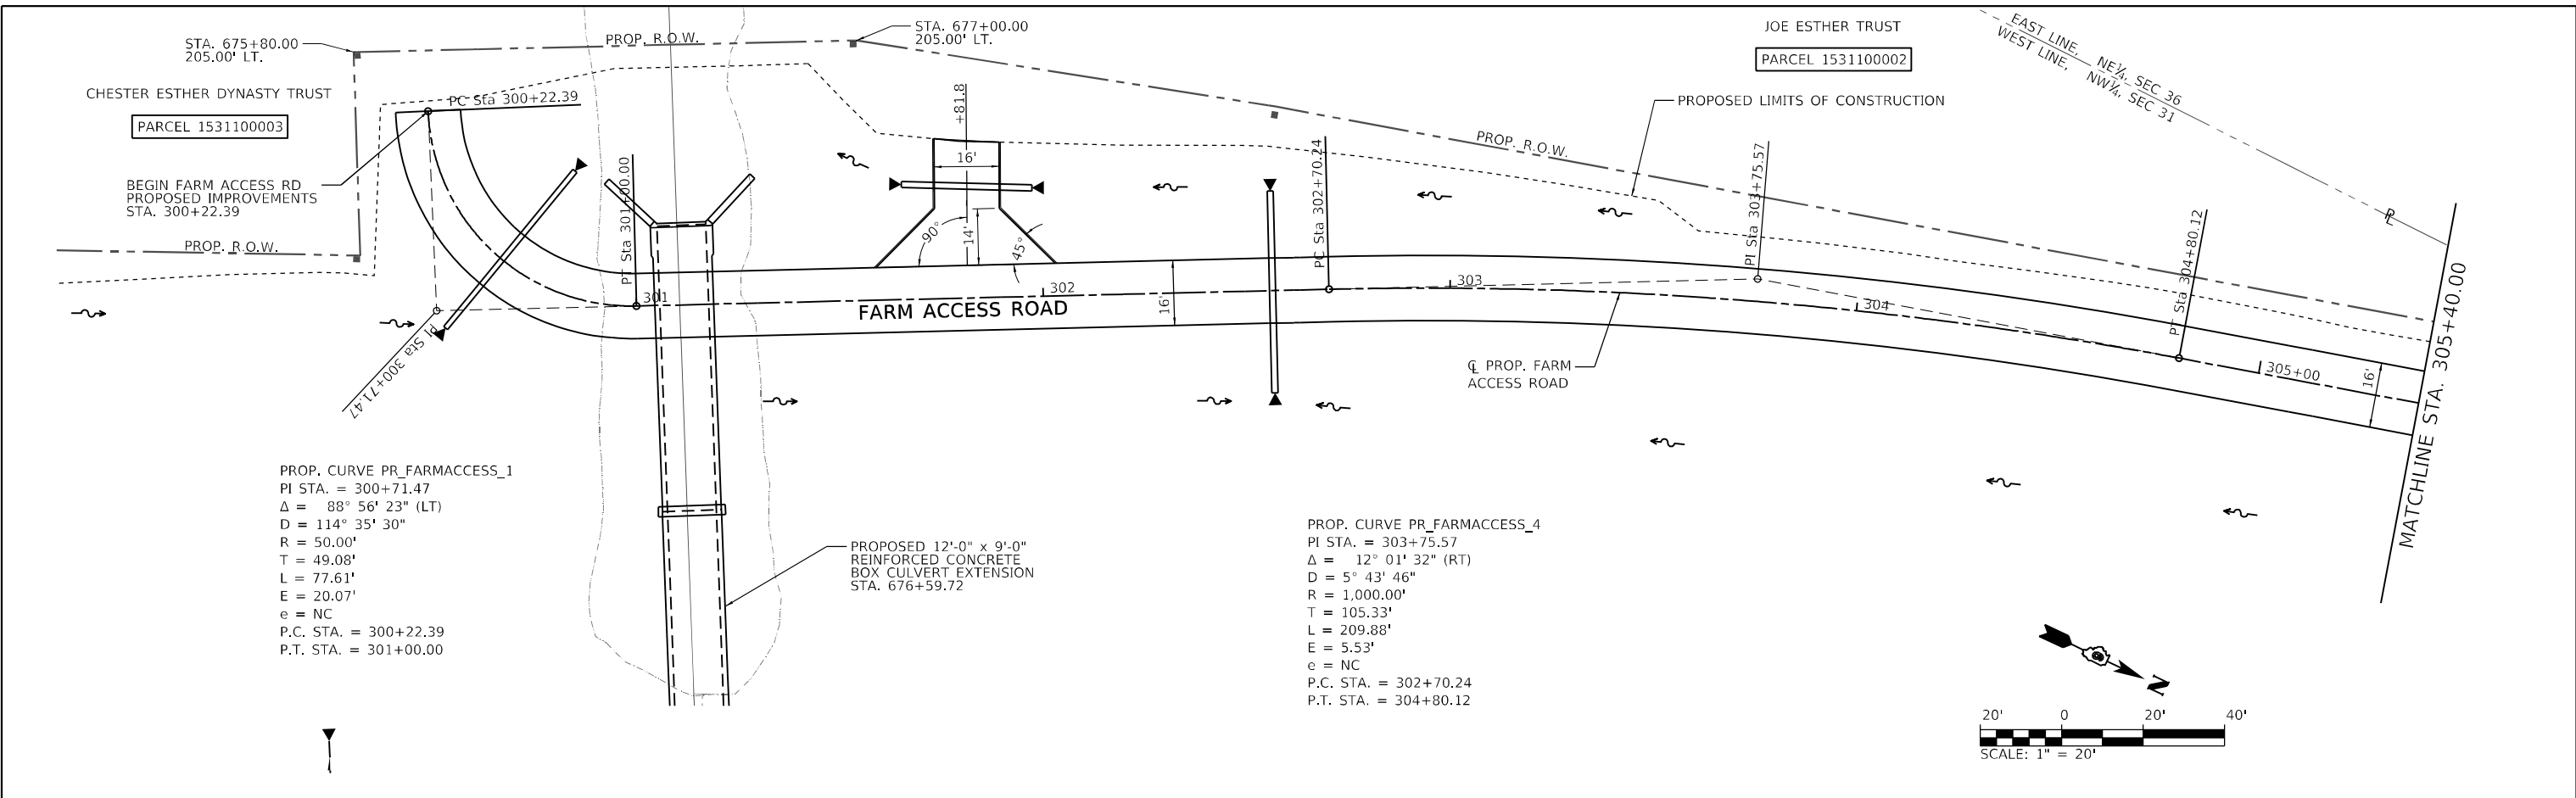 STA. 675+80.00
205.00' LT.
PROP. R.O.W.
STA. 677+00.00
205.00' LT.
JOE ESTHER TRUST
PARCEL 1531100002
EAST LINE, NE¼, SEC 36
WEST LINE, NW¼, SEC 31
CHESTER ESTHER DYNASTY TRUST
PARCEL 1531100003
PC Sta 300+22.39
+81.8
PROPOSED LIMITS OF CONSTRUCTION
PROP. R.O.W.
BEGIN FARM ACCESS RD
PROPOSED IMPROVEMENTS
STA. 300+22.39
PROP. R.O.W.
PT Sta 301+00.00
16'
90°
14'
45°
PC Sta 302+70.24
PI Sta 303+75.57
PT Sta 304+80.12
PL
301
302
303
304
305+00
FARM ACCESS ROAD
16'
16'
MATCHLINE STA. 305+40.00
PI Sta 300+71.47
CL PROP. FARM
ACCESS ROAD
PROP. CURVE PR_FARMACCESS_1
PI STA. = 300+71.47
Δ = 88° 56' 23" (LT)
D = 114° 35' 30"
R = 50.00'
T = 49.08'
L = 77.61'
E = 20.07'
e = NC
P.C. STA. = 300+22.39
P.T. STA. = 301+00.00
PROPOSED 12'-0" x 9'-0"
REINFORCED CONCRETE
BOX CULVERT EXTENSION
STA. 676+59.72
PROP. CURVE PR_FARMACCESS_4
PI STA. = 303+75.57
Δ = 12° 01' 32" (RT)
D = 5° 43' 46"
R = 1,000.00'
T = 105.33'
L = 209.88'
E = 5.53'
e = NC
P.C. STA. = 302+70.24
P.T. STA. = 304+80.12
N
20' 0 20' 40'
SCALE: 1" = 20'